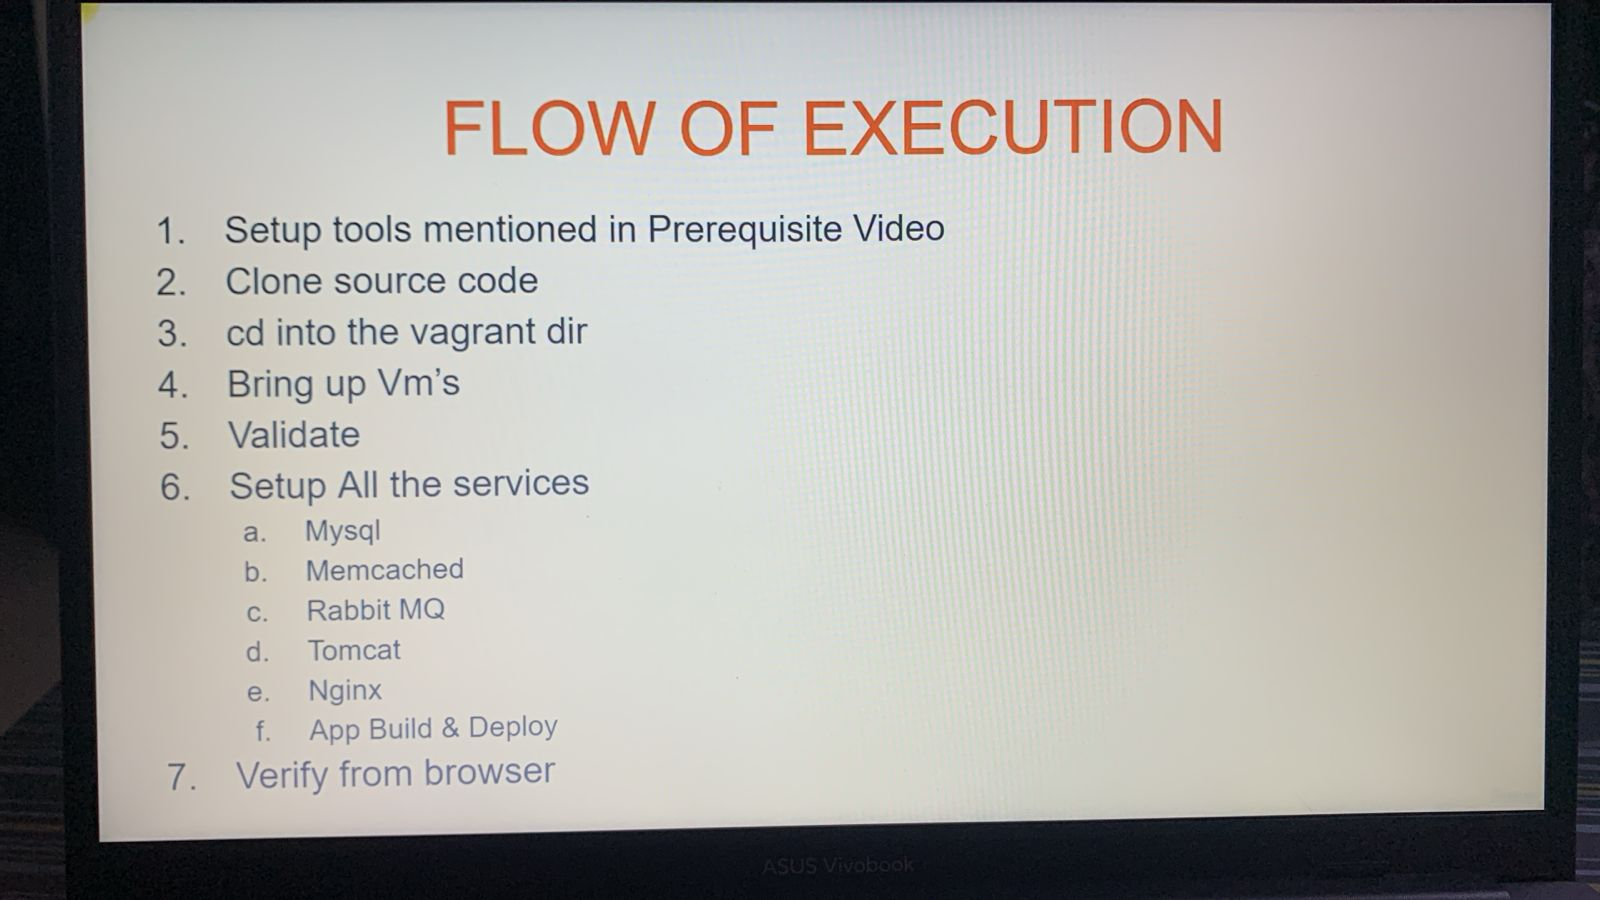 FLOW OF EXECUTION
1. Setup tools mentioned in Prerequisite Video
2. Clone source code
3. cd into the vagrant dir
4. Bring up Vm's
5. Validate
6. Setup All the services
a. Mysql
b. Memcached
c. Rabbit MQ
d. Tomcat
e. Nginx
f. App Build & Deploy
7. Verify from browser
ASUS Vivobook